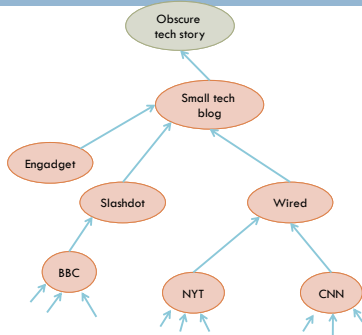 Obscure
tech story
Small tech
blog
Engadget
Slashdot
Wired
BBC
NYT
CNN